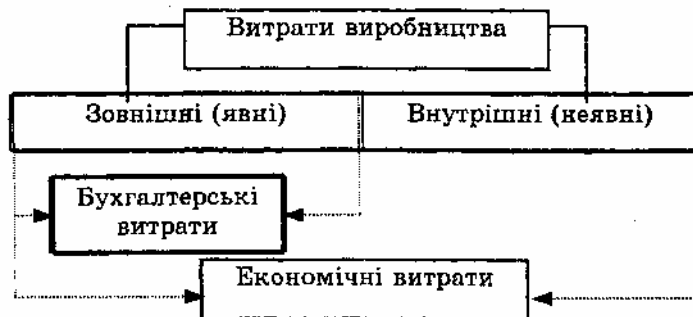 Витрати виробництва
Зовнішні (явні) Внутрішні (неявні)
Бухгалтерські
витрати
Економічні витрати